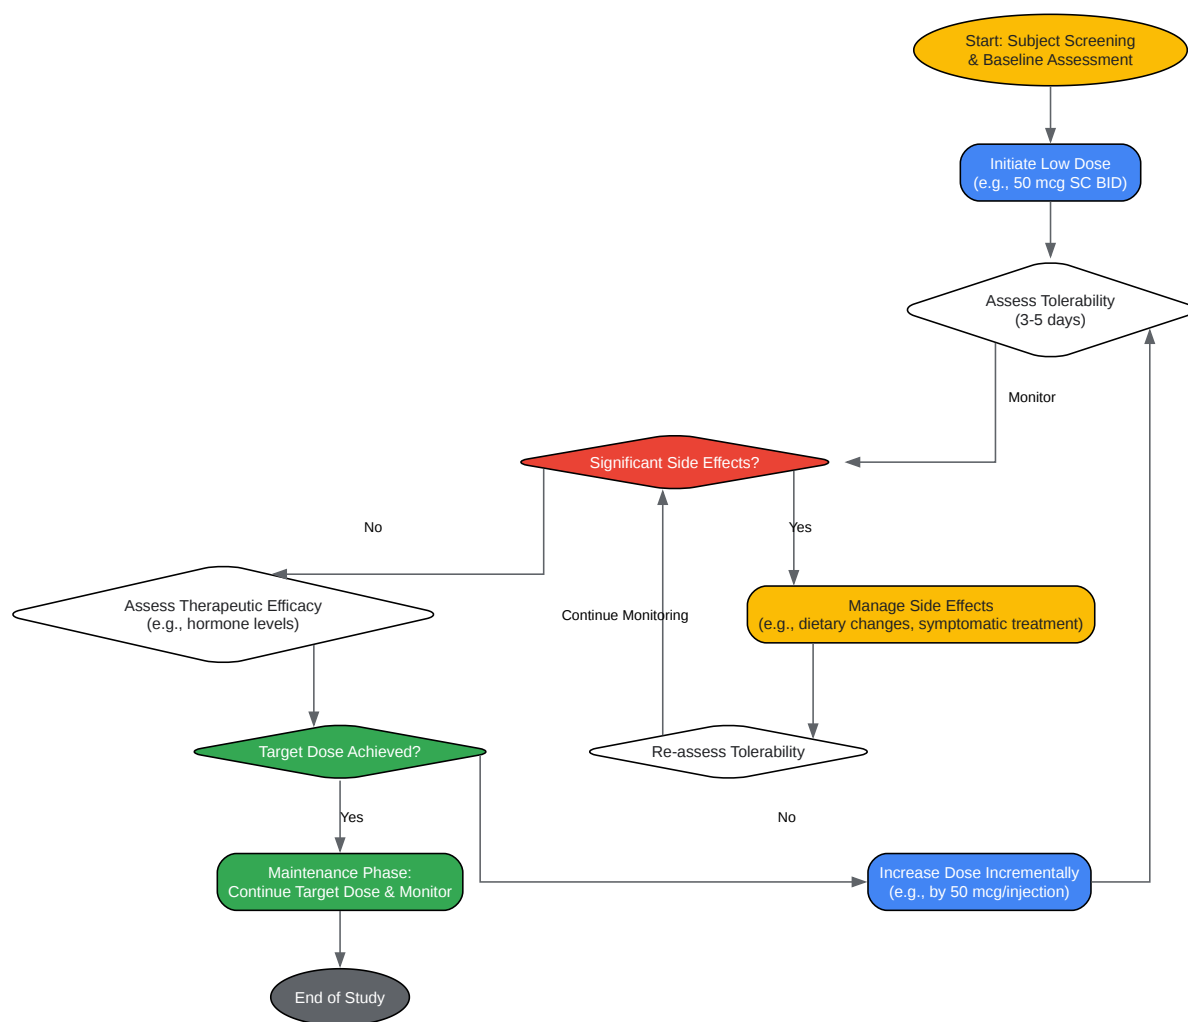 Start: Subject Screening
& Baseline Assessment
Initiate Low Dose
(e.g., 50 mcg SC BID)
Assess Tolerability
(3-5 days)
Monitor
Significant Side Effects?
No
Yes
Assess Therapeutic Efficacy
(e.g., hormone levels)
Continue Monitoring
Manage Side Effects
(e.g., dietary changes, symptomatic treatment)
Target Dose Achieved?
Re-assess Tolerability
Yes
No
Maintenance Phase:
Continue Target Dose & Monitor
Increase Dose Incrementally
(e.g., by 50 mcg/injection)
End of Study